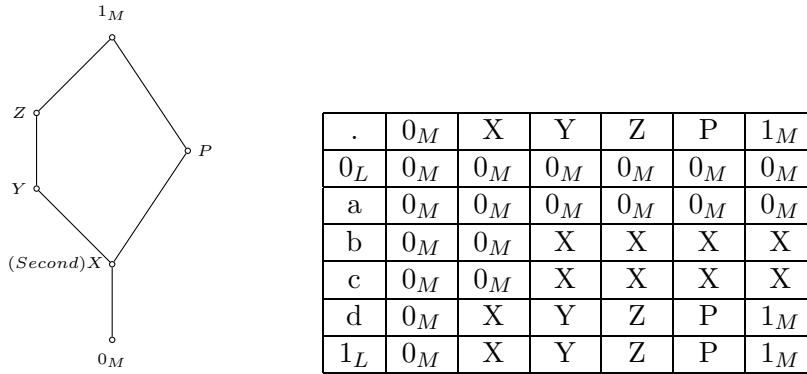 1_M
Z
P
Y
(Second)X
0_M
. 0_M X Y Z P 1_M
0_L 0_M 0_M 0_M 0_M 0_M 0_M
a 0_M 0_M 0_M 0_M 0_M 0_M
b 0_M 0_M X X X X
c 0_M 0_M X X X X
d 0_M X Y Z P 1_M
1_L 0_M X Y Z P 1_M